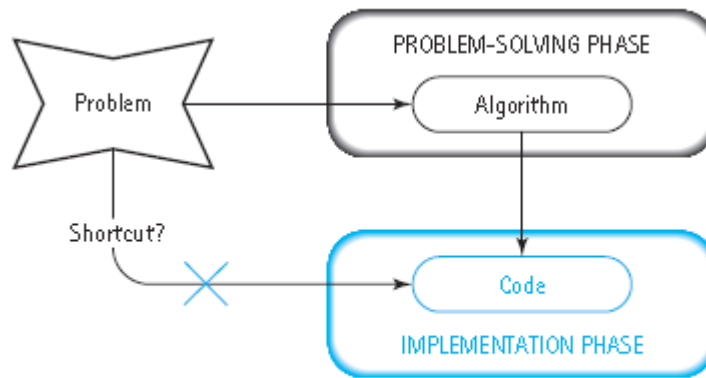 PROBLEM-SOLVING PHASE
Problem
Algorithm
Shortcut?
Code
IMPLEMENTATION PHASE